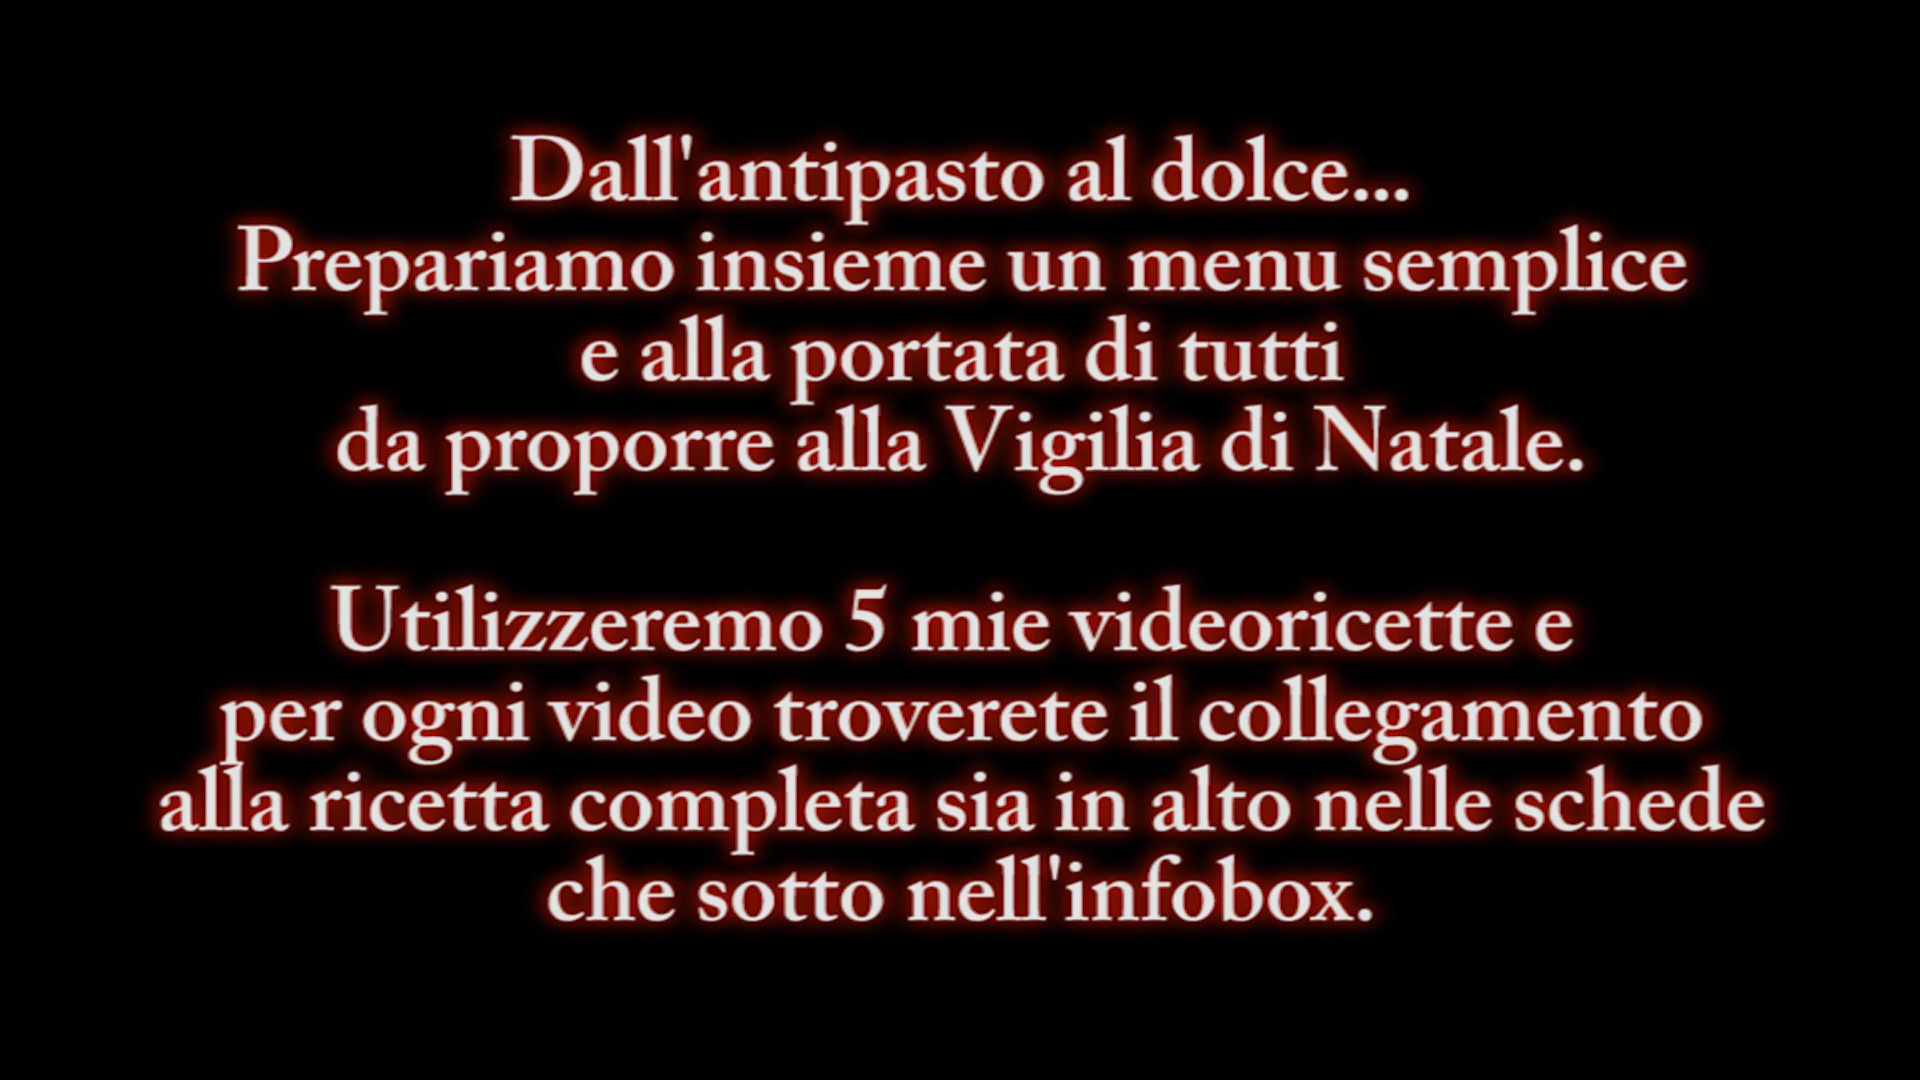 Dall'antipasto al dolce...
Prepariamo insieme un menu semplice
e alla portata di tutti
da proporre alla Vigilia di Natale.
Utilizzeremo 5 mie videoricette e
per ogni video troverete il collegamento
alla ricetta completa sia in alto nelle schede
che sotto nell'infobox.